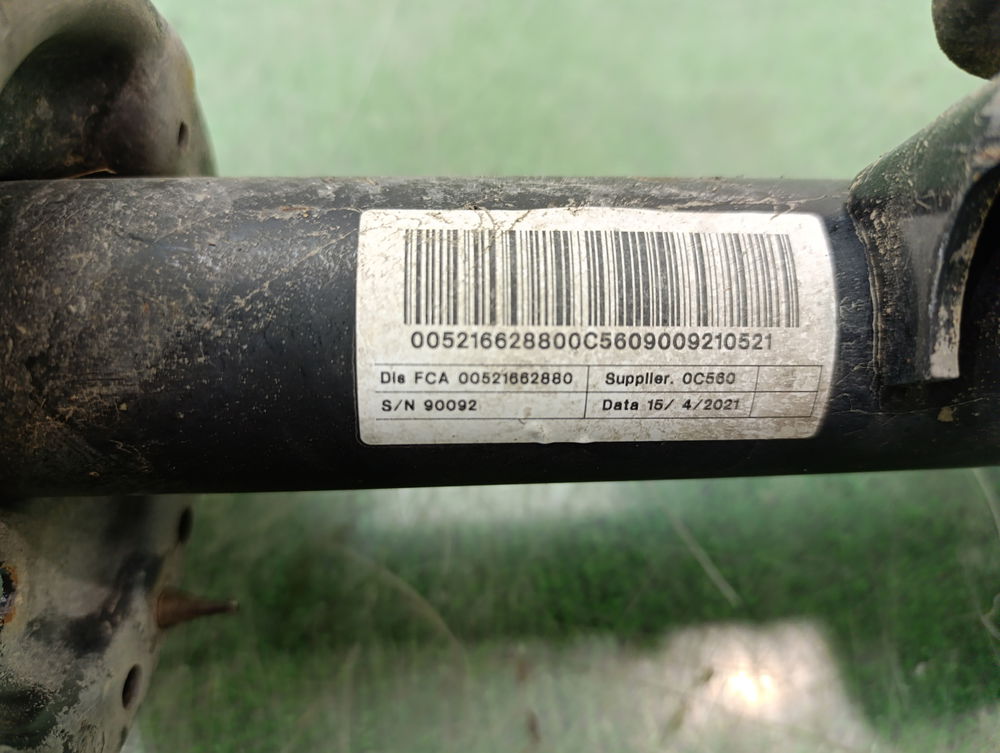 005216628800C5609009210521
Dis FCA 00521662880
Supplier. 0C560
S/N 90092
Data 15/ 4/2021